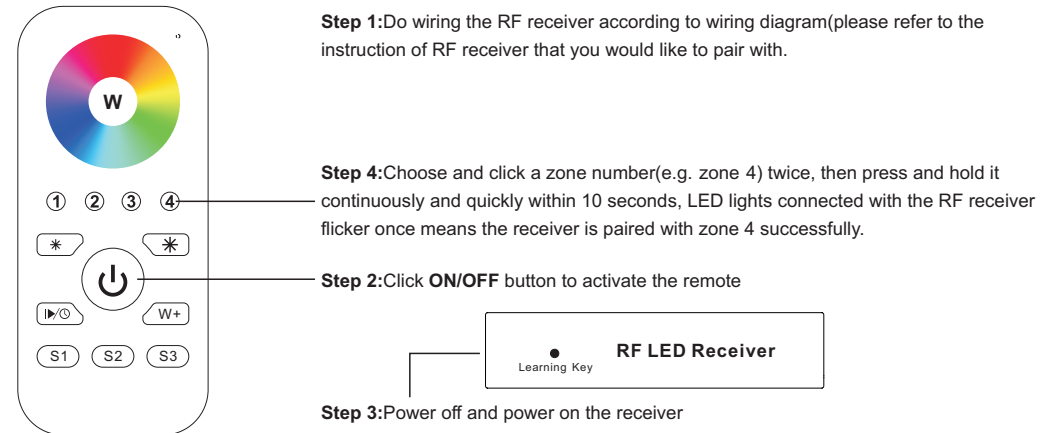 Step 1:Do wiring the RF receiver according to wiring diagram(please refer to the
instruction of RF receiver that you would like to pair with.
W
Step 4:Choose and click a zone number(e.g. zone 4) twice, then press and hold it
continuously and quickly within 10 seconds, LED lights connected with the RF receiver
flicker once means the receiver is paired with zone 4 successfully.
1 2 3 4
Step 2:Click ON/OFF button to activate the remote
W+
S1 S2 S3
RF LED Receiver
Learning Key
Step 3:Power off and power on the receiver